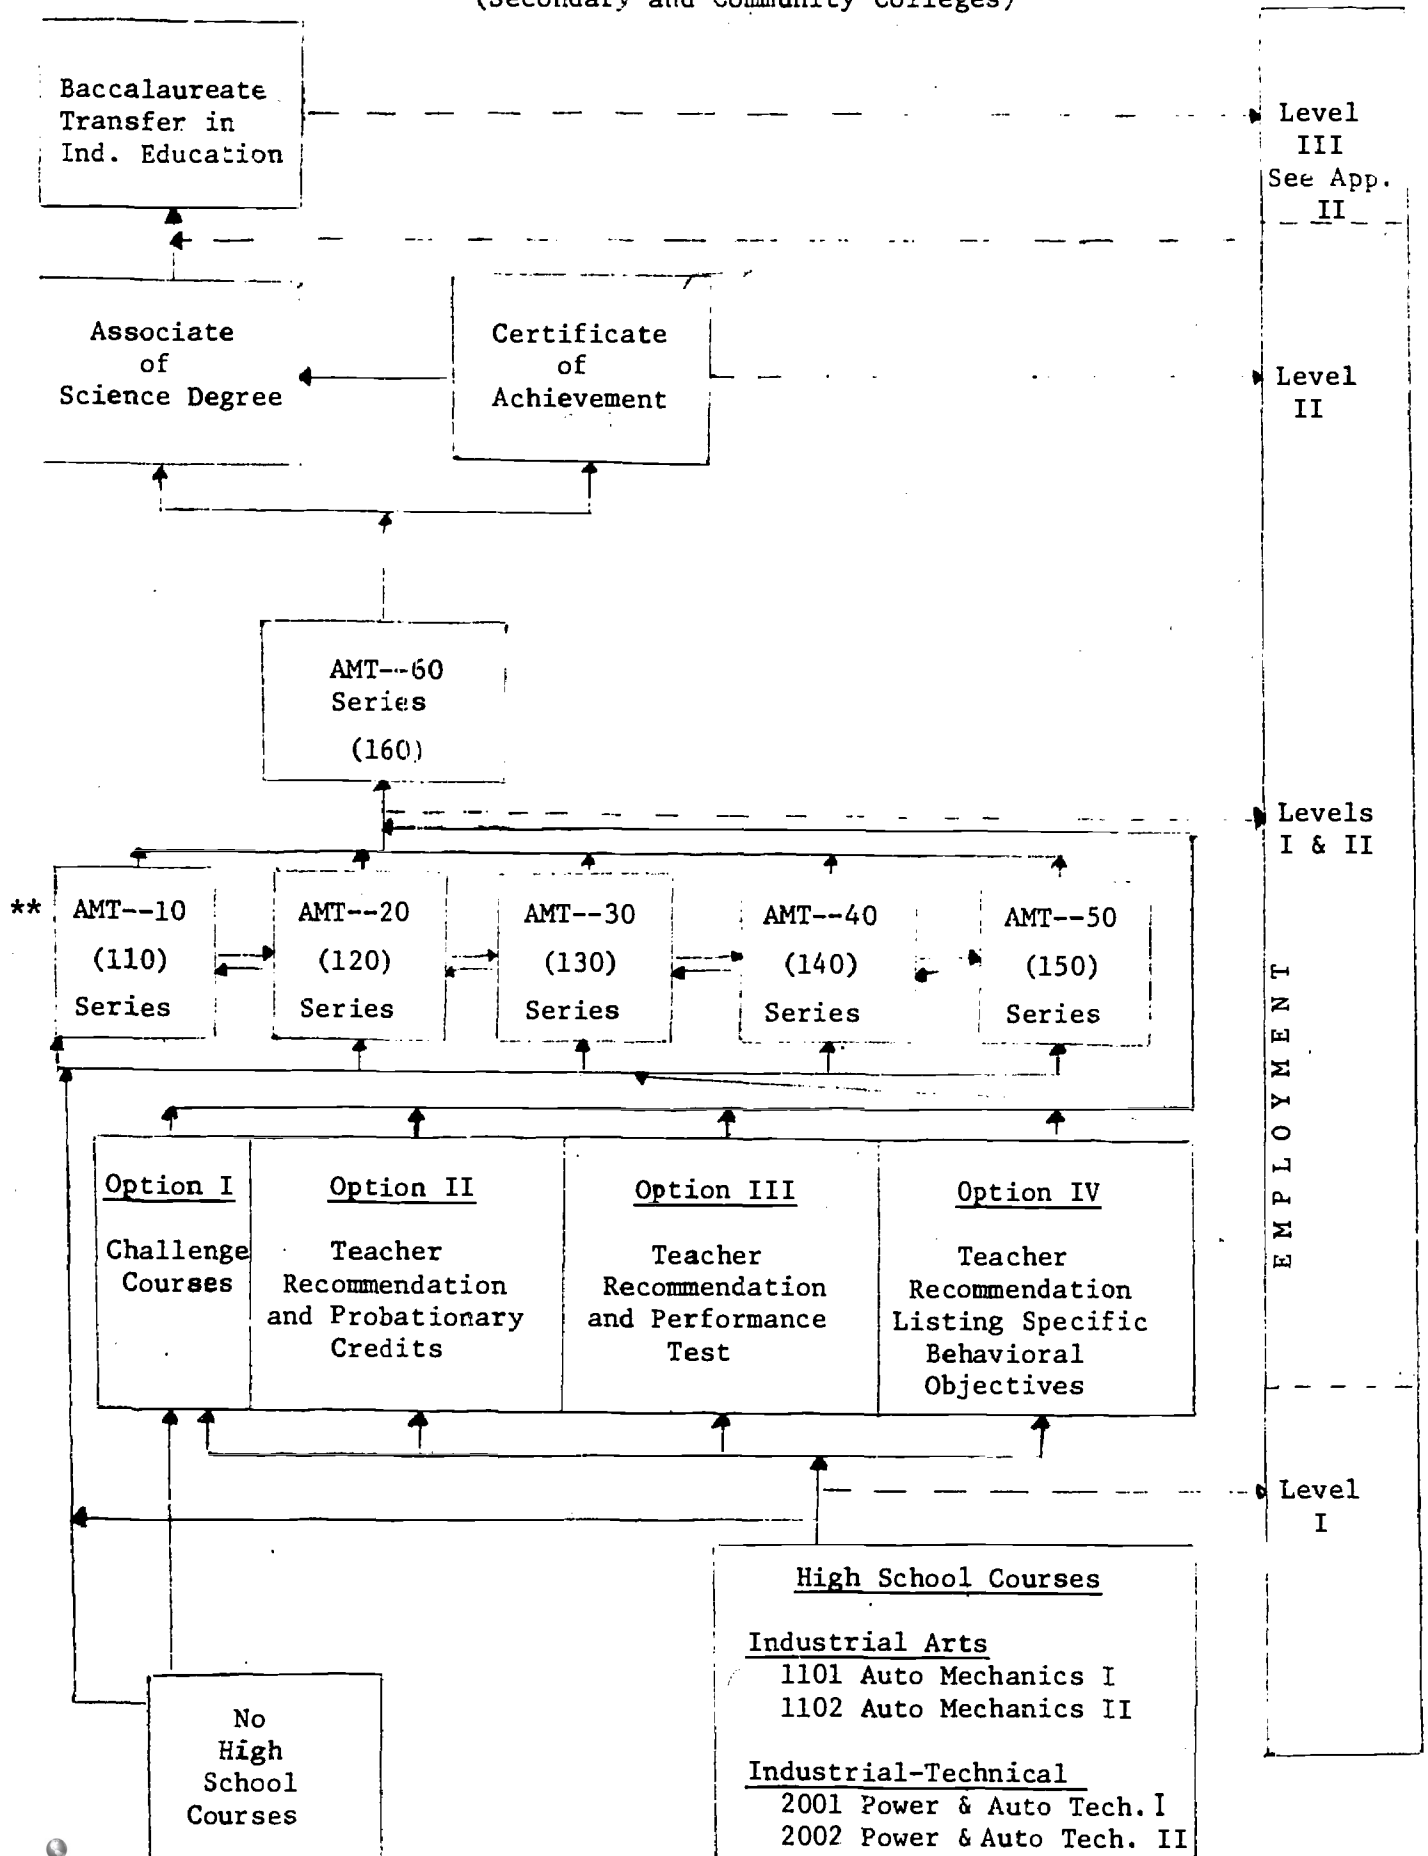 (Secondary and Community Colleges)
Baccalaureate
Transfer in
Ind. Education
Level
III
See App.
II
Associate
of
Science Degree
Certificate
of
Achievement
Level
II
AMT--60
Series
(160)
Levels
I & II
**
AMT--10
(110)
Series
AMT--20
(120)
Series
AMT--30
(130)
Series
AMT--40
(140)
Series
AMT--50
(150)
Series
EMPLOYMENT
Option I
Challenge
Courses
Option II
Teacher
Recommendation
and Probationary
Credits
Option III
Teacher
Recommendation
and Performance
Test
Option IV
Teacher
Recommendation
Listing Specific
Behavioral
Objectives
Level
I
High School Courses
Industrial Arts
1101 Auto Mechanics I
1102 Auto Mechanics II
Industrial-Technical
2001 Power & Auto Tech. I
2002 Power & Auto Tech. II
No
High
School
Courses